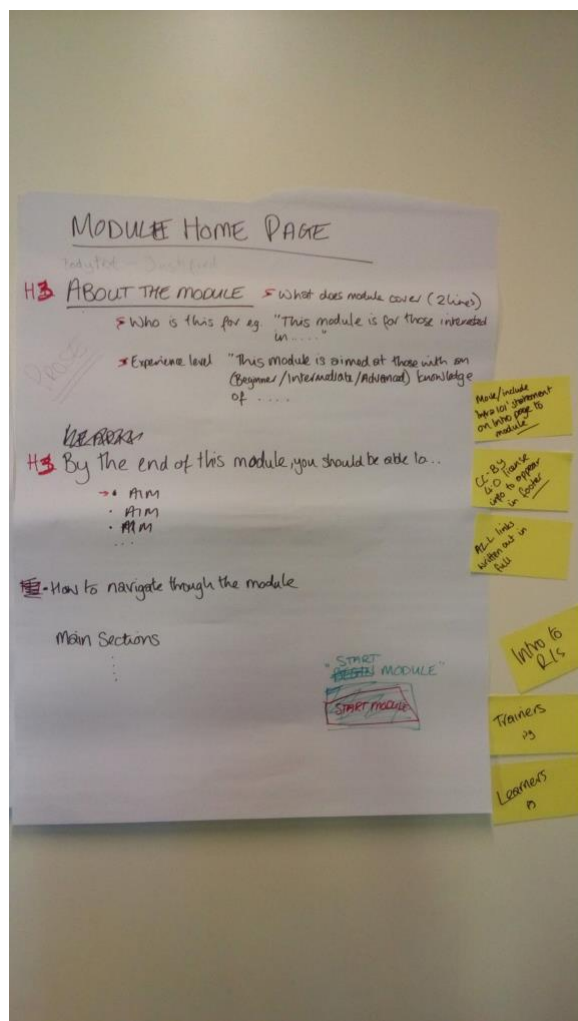 MODULE HOME PAGE
H3 ABOUT THE MODULE What does module cover (2 lines)
Who is this for eg. "This module is for those interested
in ....."
Experience level "This module is aimed at those with an
(Beginner/Intermediate/Advanced) knowledge
of .....
PROSE
H3 By the end of this module, you should be able to...
• AIM
• AIM
• AIM
...
- How to navigate through the module
Main Sections
"START
MODULE"
START MODULE
Move/include
'Infra 101' statement
on Intro page to
module
CC-By
4.0 license
info to appear
in footer
ALL links
written out in
full
Intro to
RIs
Trainers
Learners